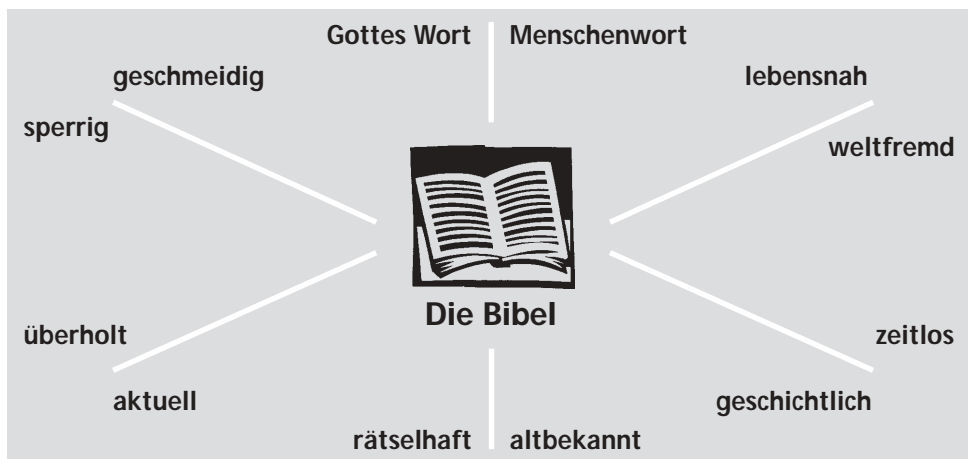 Gottes Wort Menschenwort
geschmeidig lebensnah
sperrig
weltfremd
Die Bibel
überholt zeitlos
aktuell geschichtlich
rätselhaft altbekannt